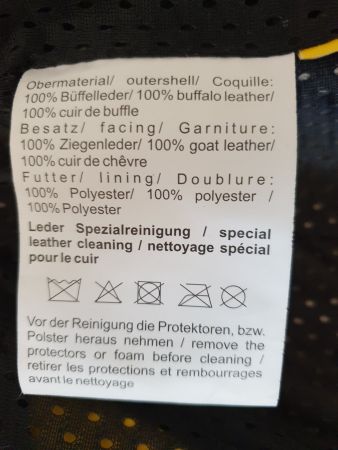 Obermaterial/ outershell/ Coquille:
100% Büffelleder/ 100% buffalo leather/
100% cuir de buffle
Besatz/ facing/ Garniture:
100% Ziegenleder/ 100% goat leather/
100% cuir de chêvre
Futter/ lining/ Doublure:
100% Polyester/ 100% polyester /
100% Polyester
Leder Spezialreinigung / special
leather cleaning / nettoyage spécial
pour le cuir
Vor der Reinigung die Protektoren, bzw.
Polster heraus nehmen / remove the
protectors or foam before cleaning /
retirer les protections et rembourrages
avant le nettoyage